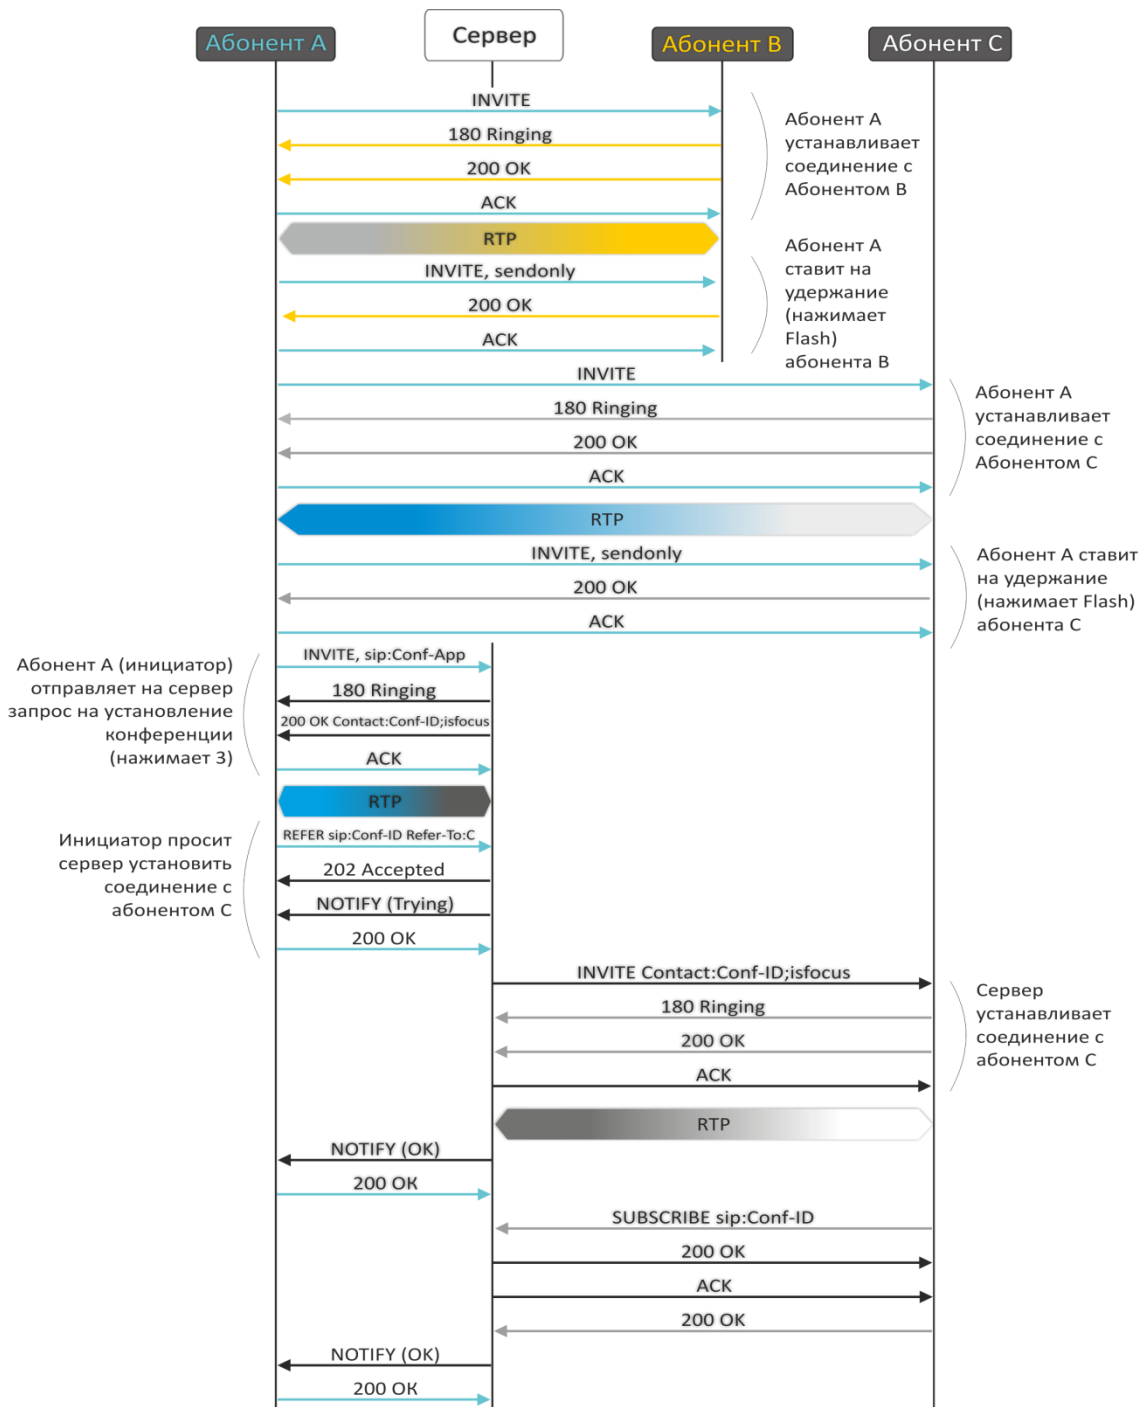 Абонент А
Сервер
Абонент В
Абонент С
INVITE
180 Ringing
200 OK
ACK
Абонент А
устанавливает
соединение с
Абонентом В
RTP
INVITE, sendonly
200 OK
ACK
Абонент А
ставит на
удержание
(нажимает
Flash)
абонента В
INVITE
180 Ringing
200 OK
ACK
Абонент А
устанавливает
соединение с
Абонентом С
RTP
INVITE, sendonly
200 OK
ACK
Абонент А ставит
на удержание
(нажимает Flash)
абонента С
Абонент А (инициатор)
отправляет на сервер
запрос на установление
конференции
(нажимает 3)
INVITE, sip:Conf-App
180 Ringing
200 OK Contact:Conf-ID;isfocus
ACK
RTP
Инициатор просит
сервер установить
соединение с
абонентом С
REFER sip:Conf-ID Refer-To:C
202 Accepted
NOTIFY (Trying)
200 OK
INVITE Contact:Conf-ID;isfocus
180 Ringing
200 OK
ACK
Сервер
устанавливает
соединение с
абонентом С
RTP
NOTIFY (OK)
200 OK
SUBSCRIBE sip:Conf-ID
200 OK
ACK
200 OK
NOTIFY (OK)
200 OK